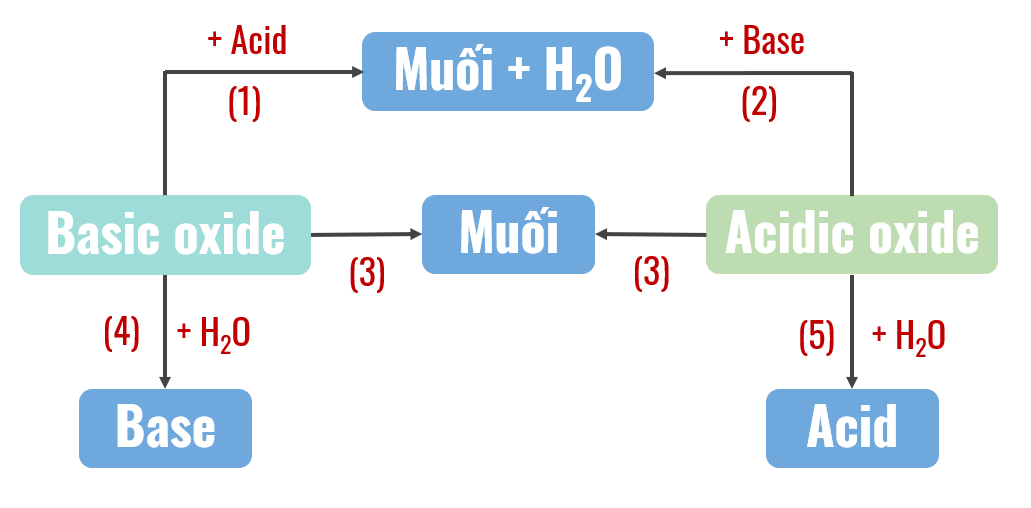 + Acid
Muối + H₂O
+ Base
(1)
(2)
Basic oxide
Muối
Acidic oxide
(3)
(3)
(4)
+ H₂O
(5)
+ H₂O
Base
Acid